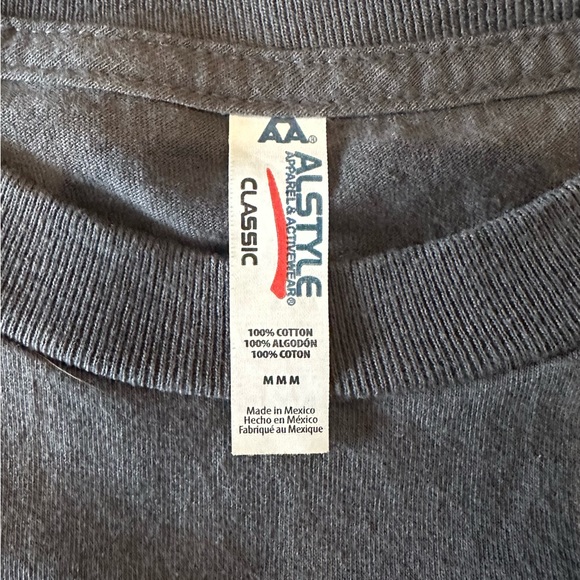 AA®
ALSTYLE
APPAREL & ACTIVEWEAR®
CLASSIC
100% COTTON
100% ALGODÓN
100% COTON
M M M
Made in Mexico
Hecho en México
Fabriqué au Mexique